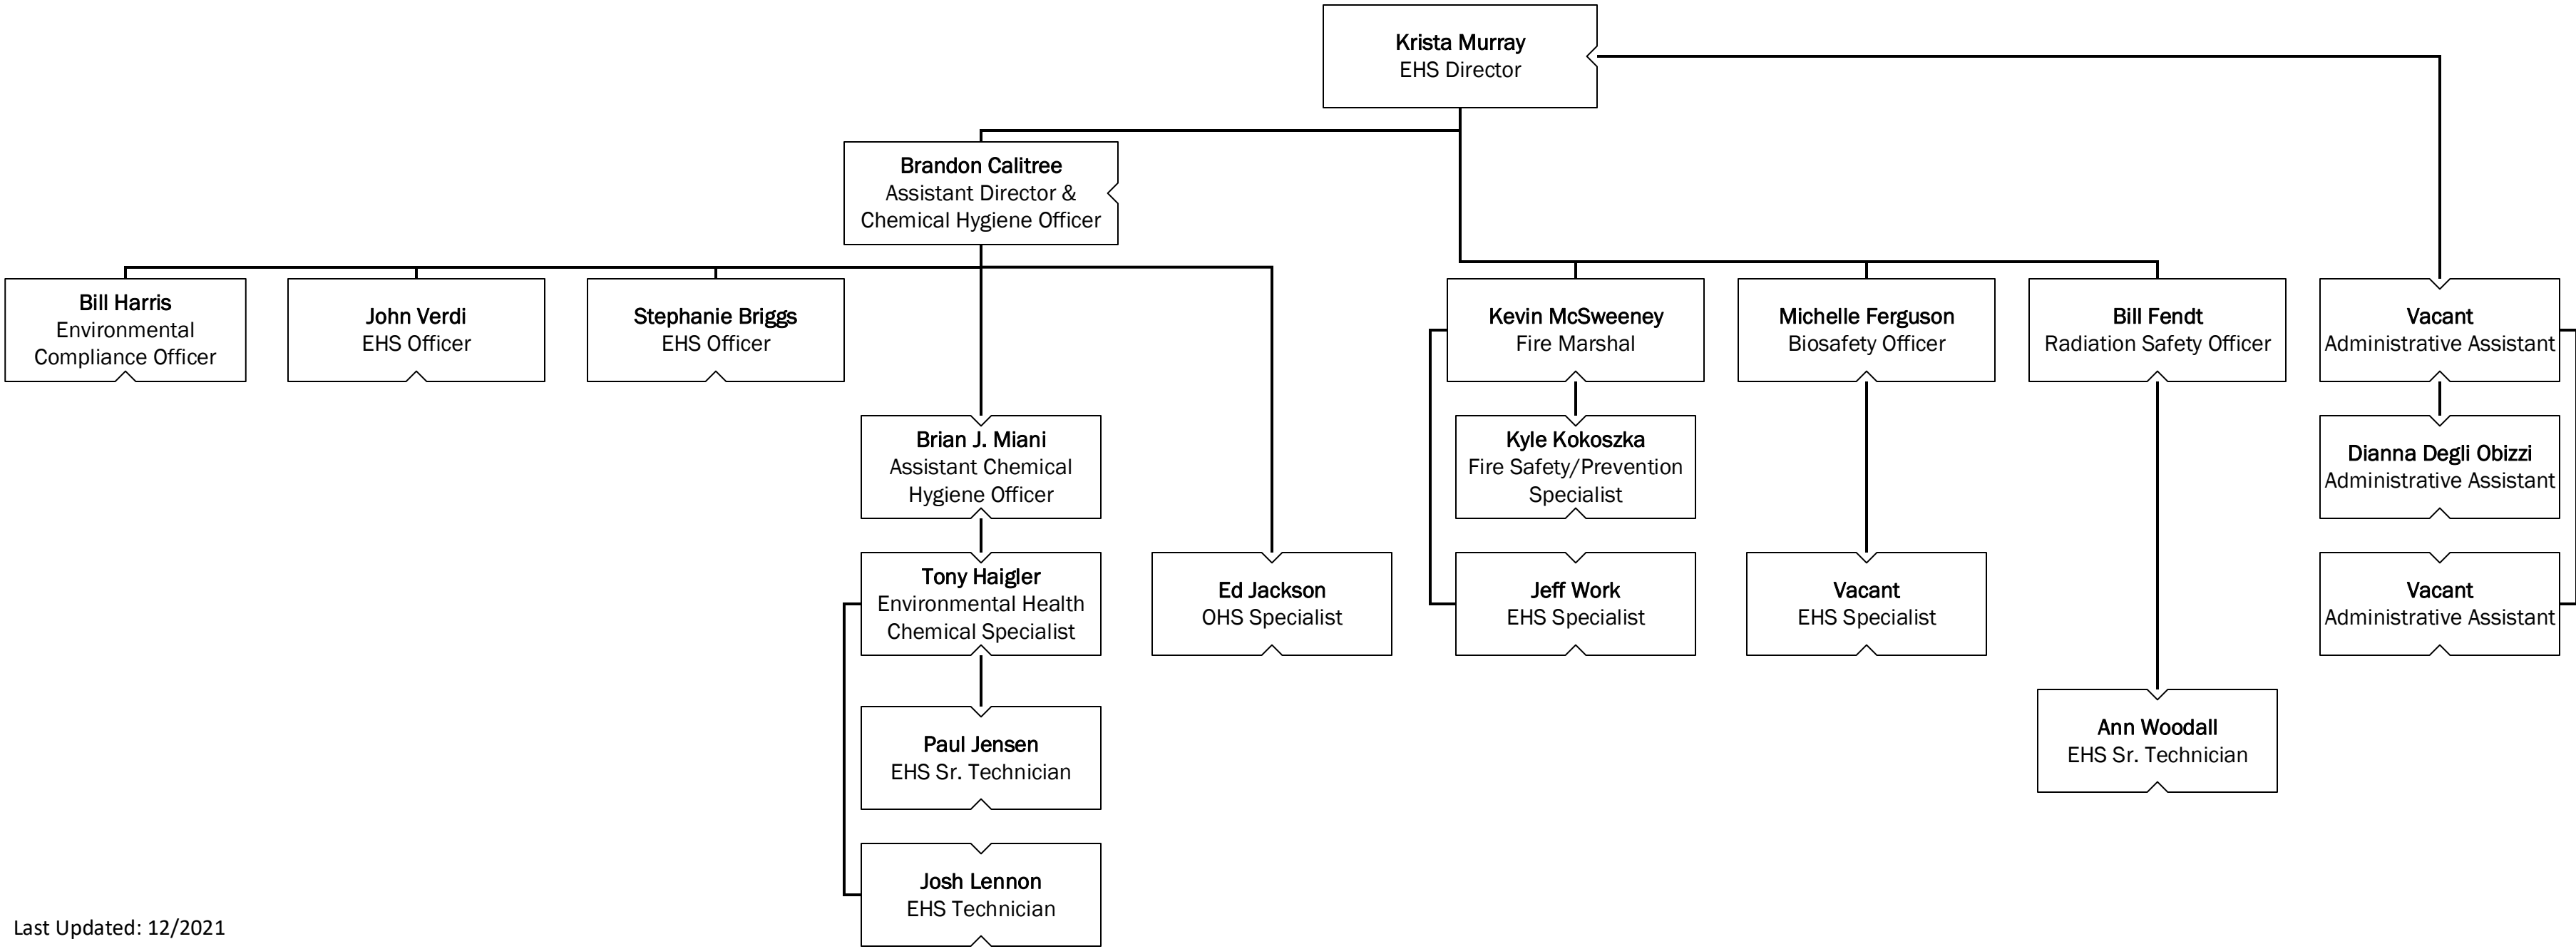 Krista Murray
EHS Director
Brandon Calitree
Assistant Director &
Chemical Hygiene Officer
Bill Harris
Environmental
Compliance Officer
John Verdi
EHS Officer
Stephanie Briggs
EHS Officer
Kevin McSweeney
Fire Marshal
Michelle Ferguson
Biosafety Officer
Bill Fendt
Radiation Safety Officer
Vacant
Administrative Assistant
Brian J. Miani
Assistant Chemical
Hygiene Officer
Kyle Kokoszka
Fire Safety/Prevention
Specialist
Dianna Degli Obizzi
Administrative Assistant
Tony Haigler
Environmental Health
Chemical Specialist
Ed Jackson
OHS Specialist
Jeff Work
EHS Specialist
Vacant
EHS Specialist
Vacant
Administrative Assistant
Paul Jensen
EHS Sr. Technician
Ann Woodall
EHS Sr. Technician
Josh Lennon
EHS Technician
Last Updated: 12/2021